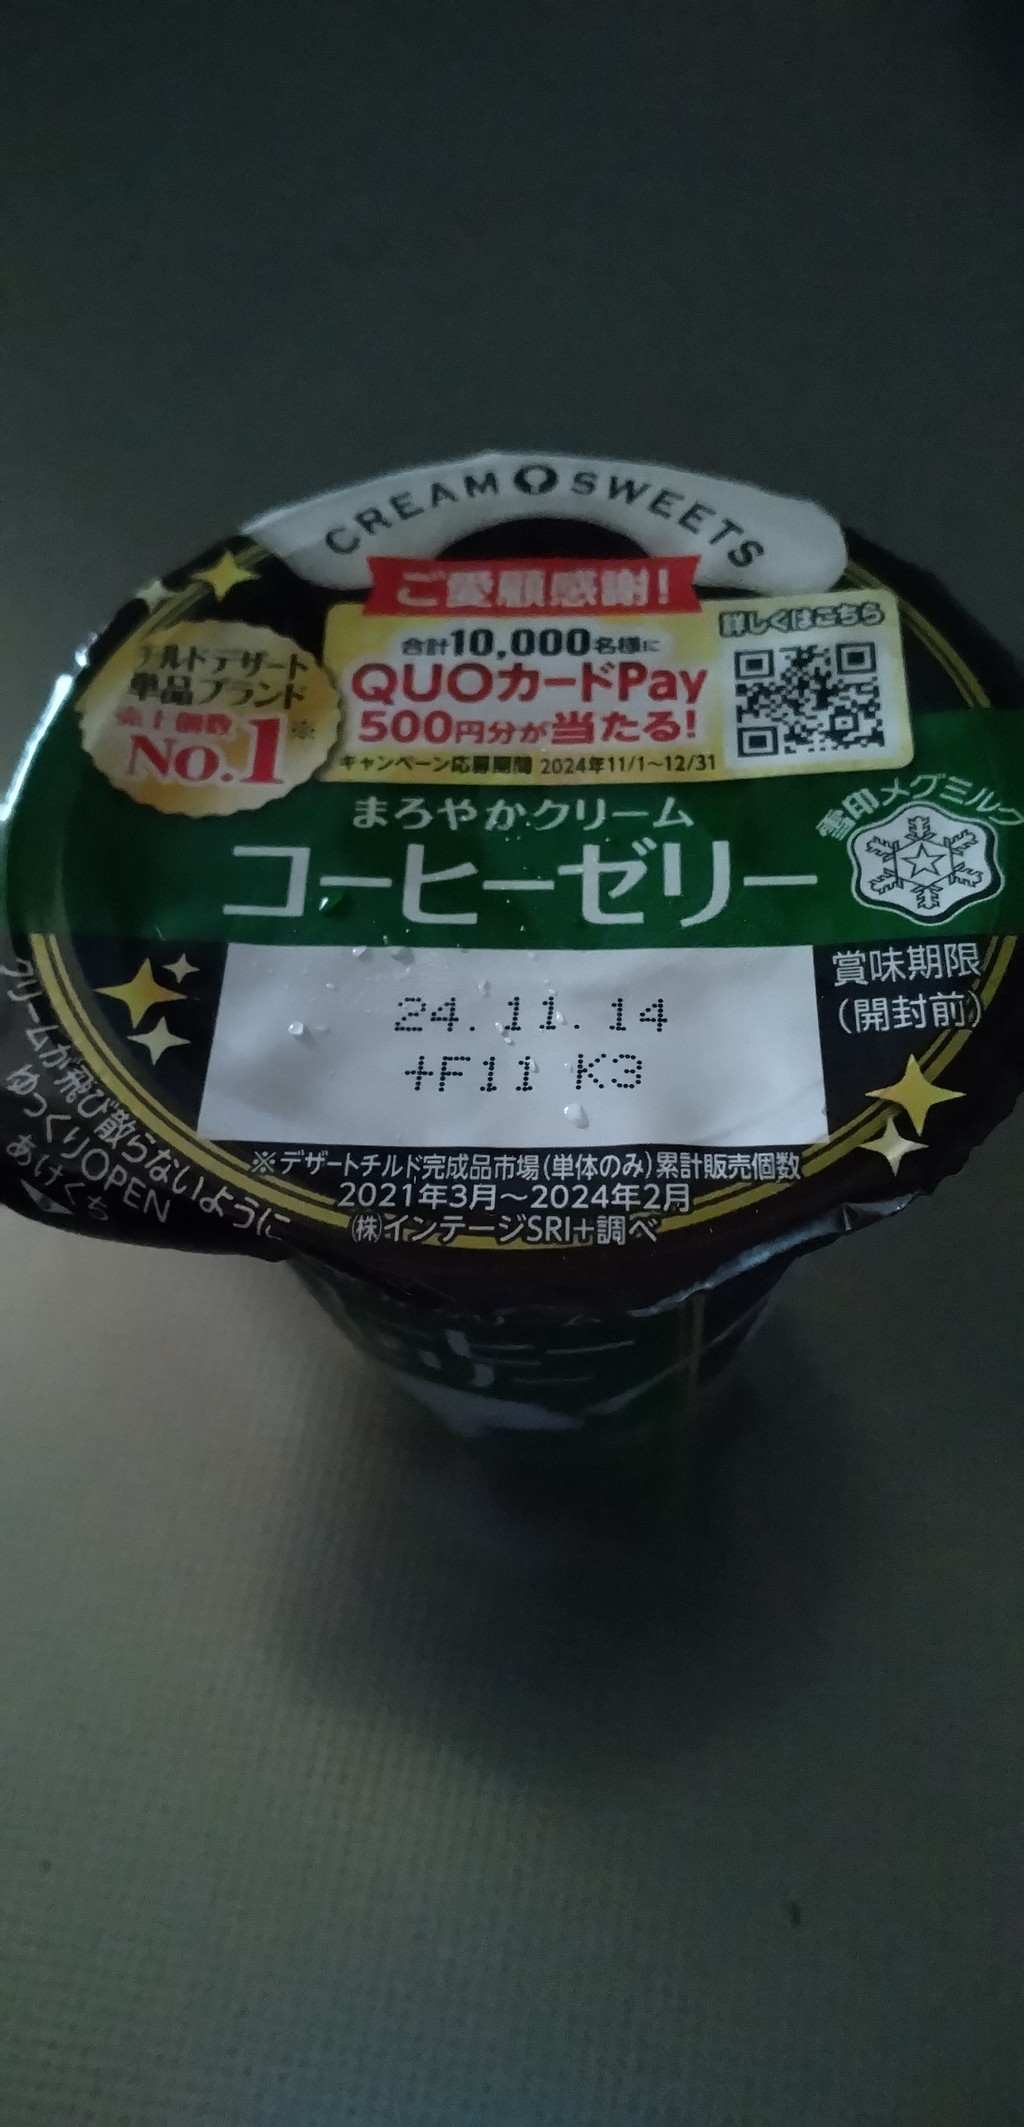 CREAM SWEETS
ご愛顧感謝!
チルドデザート
単品ブランド
売上個数
No.1※
合計10,000名様に
QUOカードPay
500円分が当たる!
キャンペーン応募期間 2024年11/1~12/31
詳しくはこちら
まろやかクリーム
コーヒーゼリー
雪印メグミルク
賞味期限
(開封前)
24.11.14
+F11 K3
※デザートチルド完成品市場(単体のみ)累計販売個数
2021年3月~2024年2月
㈱インテージSRI+調べ
クリームが飛び散らないように
ゆっくりOPEN
あけくち